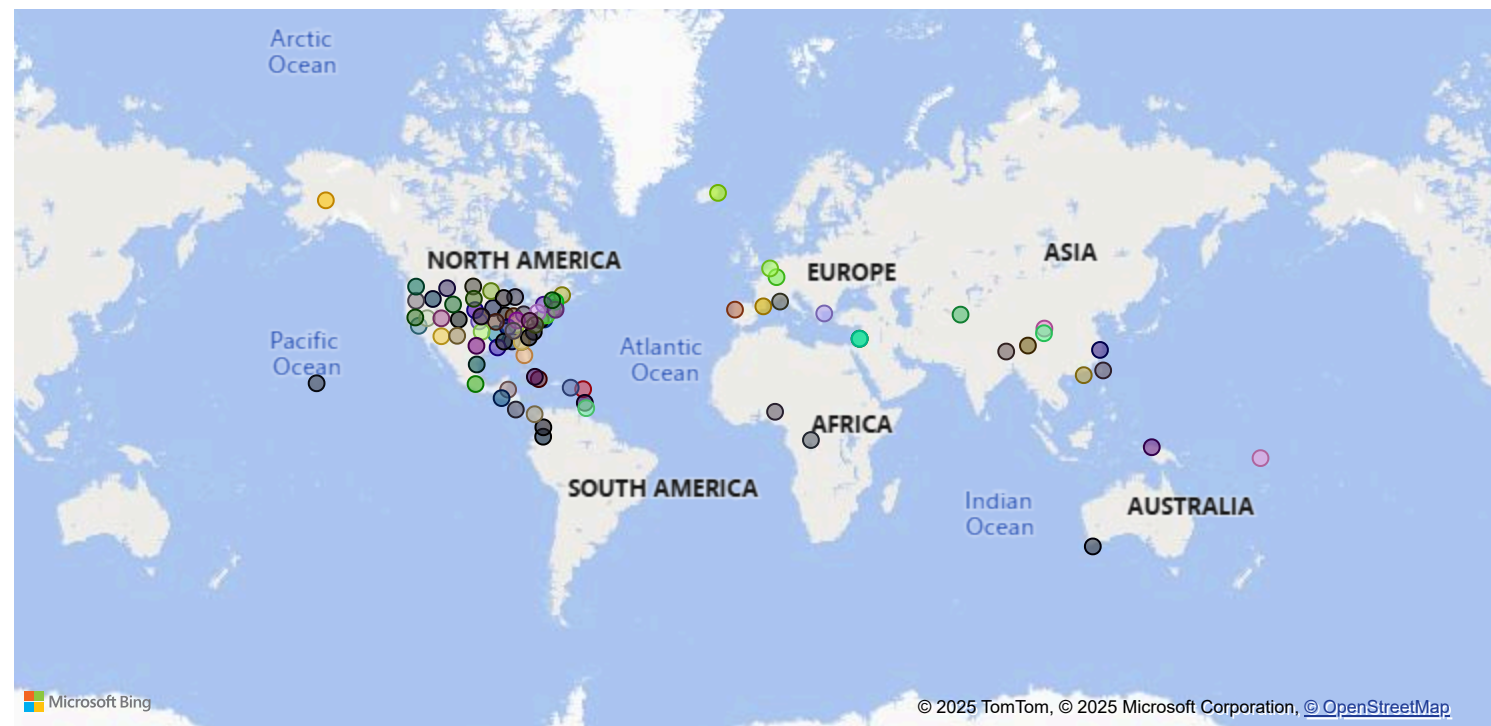 Arctic
Ocean
NORTH AMERICA
ASIA
EUROPE
Pacific
Ocean
Atlantic
Ocean
AFRICA
SOUTH AMERICA
Indian
Ocean
AUSTRALIA
Microsoft Bing
© 2025 TomTom, © 2025 Microsoft Corporation, © OpenStreetMap